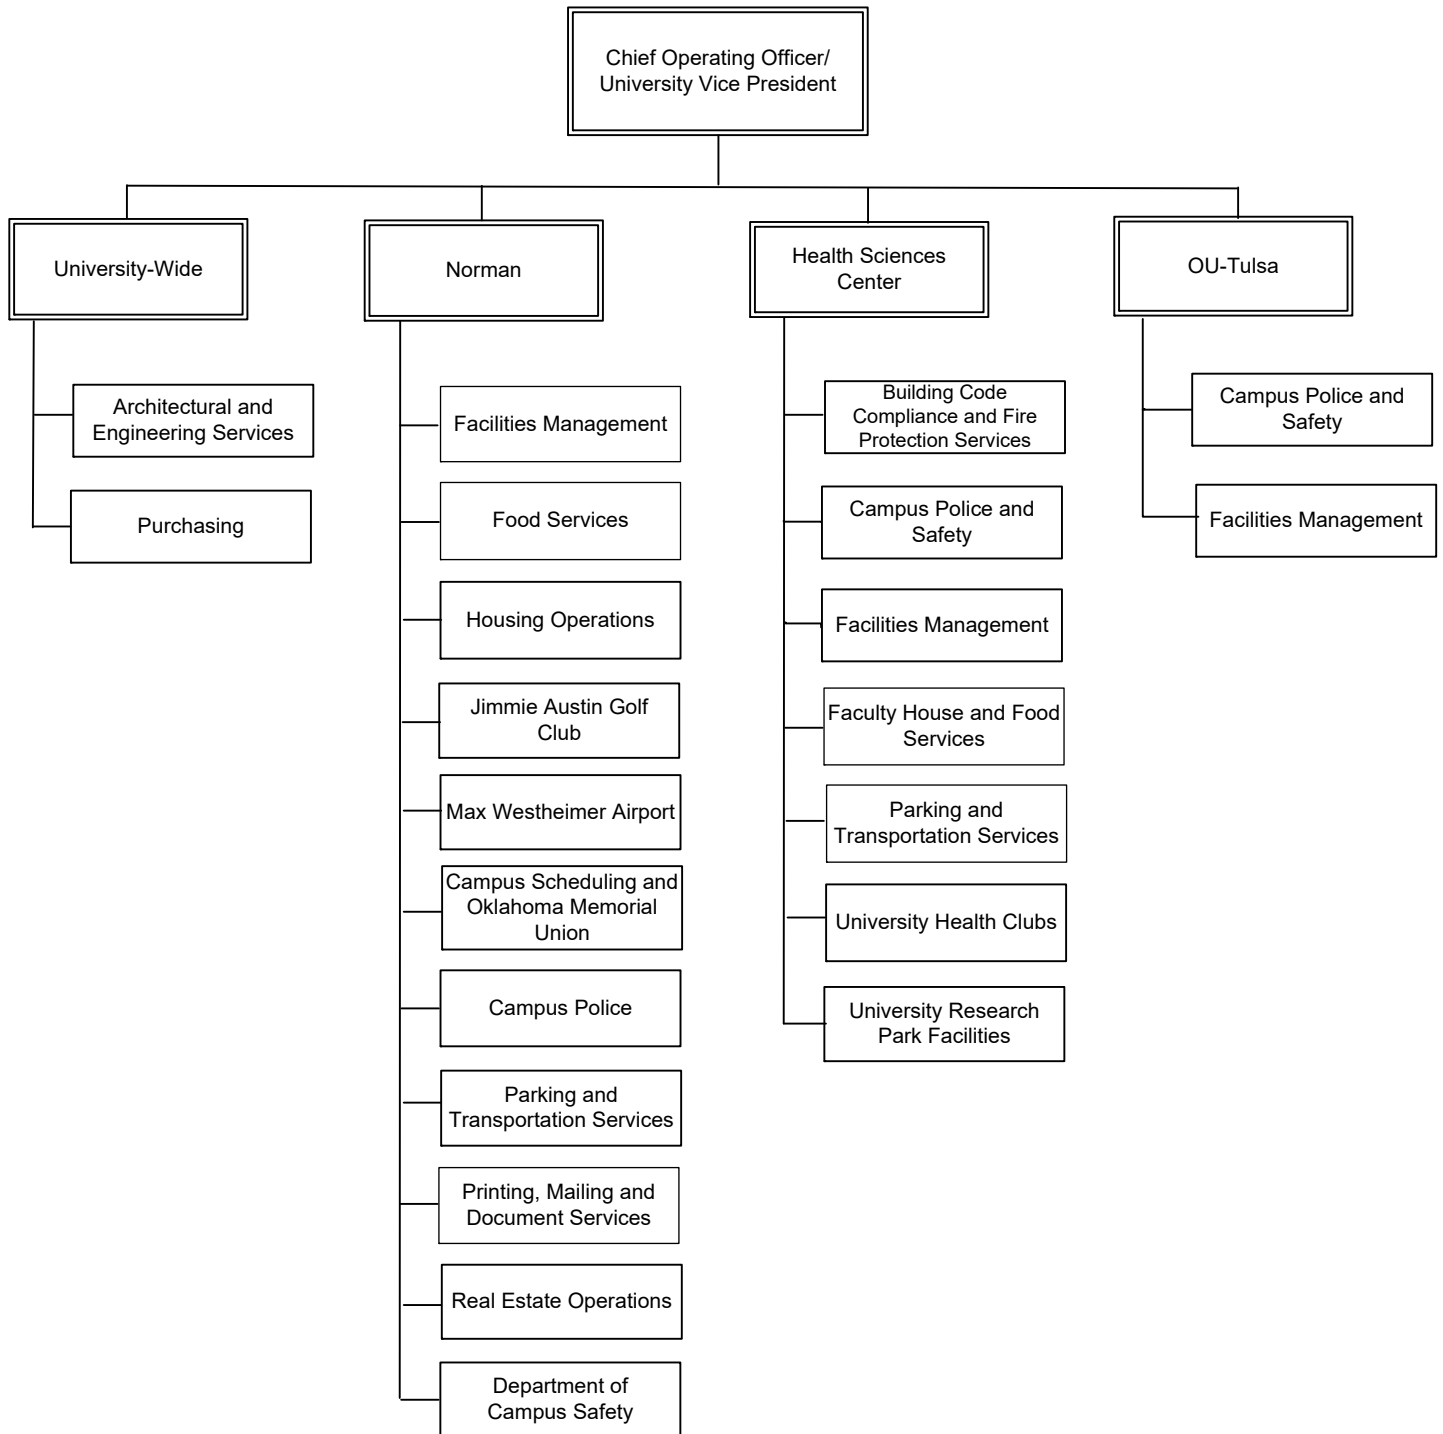 Chief Operating Officer/
University Vice President
University-Wide
Architectural and
Engineering Services
Purchasing
Norman
Facilities Management
Food Services
Housing Operations
Jimmie Austin Golf
Club
Max Westheimer Airport
Campus Scheduling and
Oklahoma Memorial
Union
Campus Police
Parking and
Transportation Services
Printing, Mailing and
Document Services
Real Estate Operations
Department of
Campus Safety
Health Sciences
Center
Building Code
Compliance and Fire
Protection Services
Campus Police and
Safety
Facilities Management
Faculty House and Food
Services
Parking and
Transportation Services
University Health Clubs
University Research
Park Facilities
OU-Tulsa
Campus Police and
Safety
Facilities Management